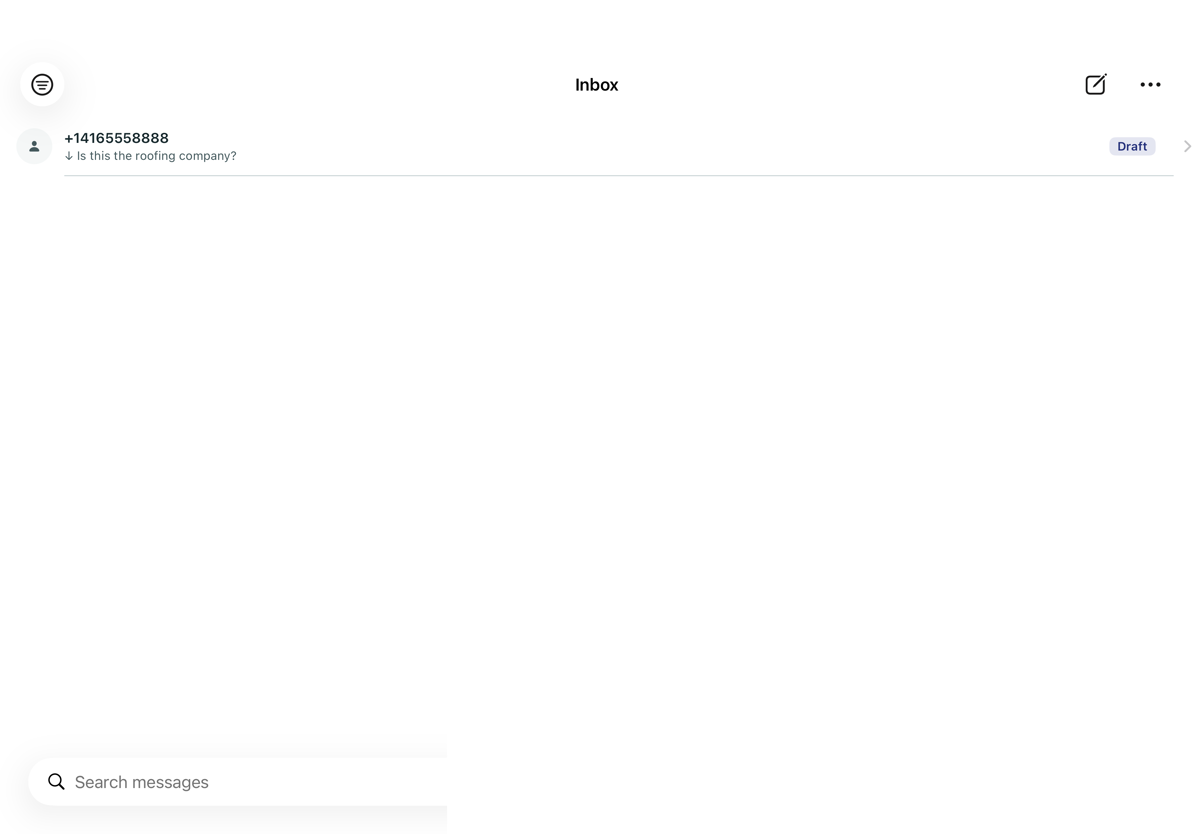 Inbox
+14165558888
↓ Is this the roofing company?
Draft
Search messages